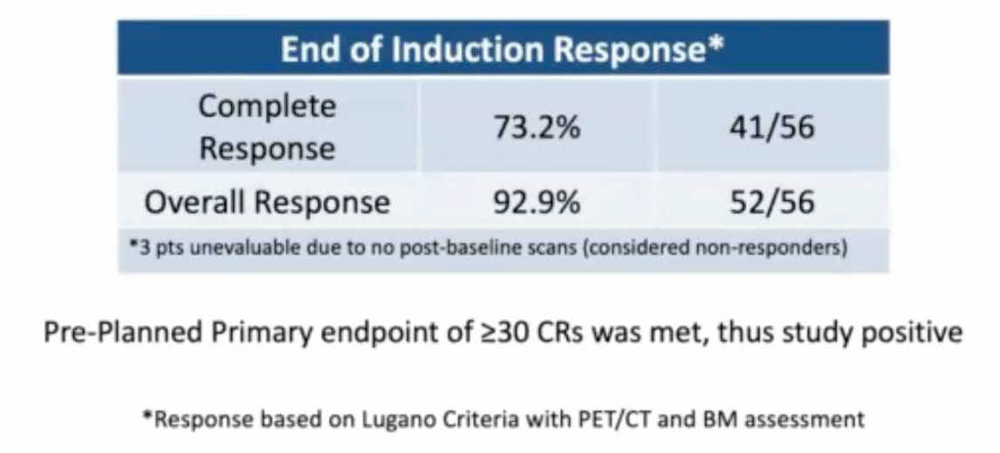 End of Induction Response*
Complete
Response
73.2%
41/56
Overall Response
92.9%
52/56
*3 pts unevaluable due to no post-baseline scans (considered non-responders)
Pre-Planned Primary endpoint of ≥30 CRs was met, thus study positive
*Response based on Lugano Criteria with PET/CT and BM assessment